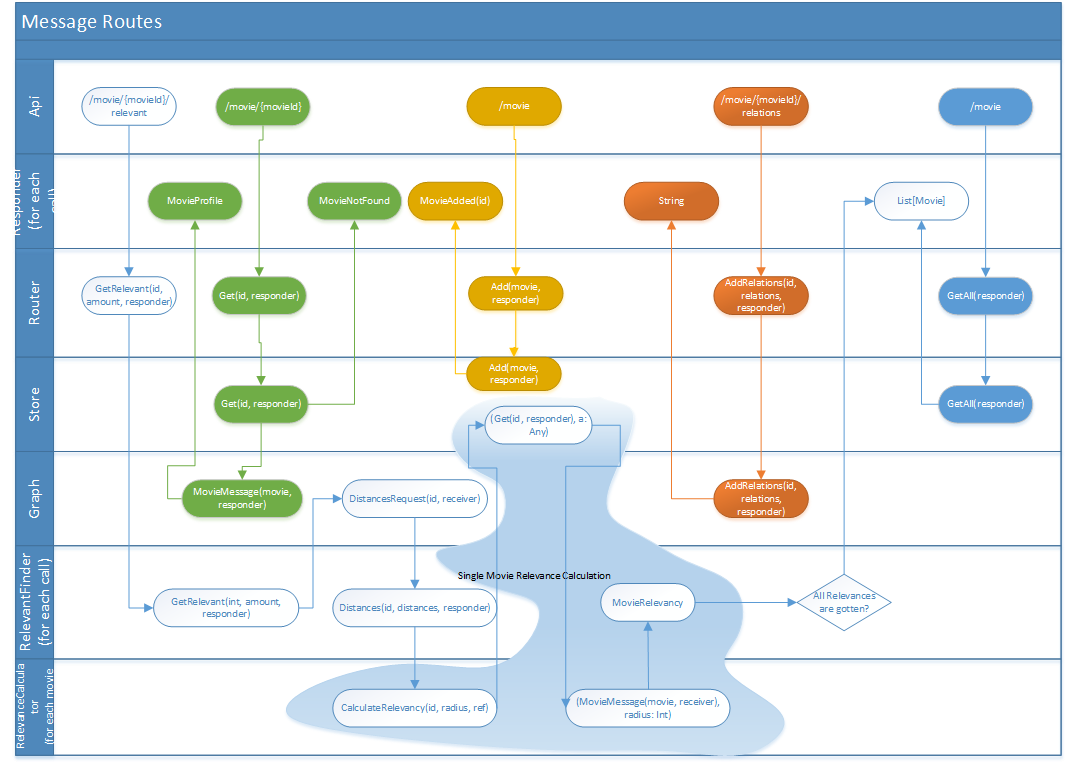 Message Routes
Api
/movie/{movieId}/
relevant
/movie/{movieId}
/movie
/movie/{movieId}/
relations
/movie
Responder
(for each
call)
MovieProfile
MovieNotFound
MovieAdded(id)
String
List[Movie]
Router
GetRelevant(id,
amount, responder)
Get(id, responder)
Add(movie,
responder)
AddRelations(id,
relations,
responder)
GetAll(responder)
Store
Get(id, responder)
Add(movie,
responder)
(Get(id, responder), a:
Any)
GetAll(responder)
Graph
MovieMessage(movie,
responder)
DistancesRequest(id, receiver)
AddRelations(id,
relations,
responder)
RelevantFinder
(for each call)
Single Movie Relevance Calculation
GetRelevant(int, amount,
responder)
Distances(id, distances, responder)
MovieRelevancy
All Relevances
are gotten?
RelevanceCalcula
tor
(for each movie
CalculateRelevancy(id, radius, ref)
(MovieMessage(movie, receiver),
radius: Int)